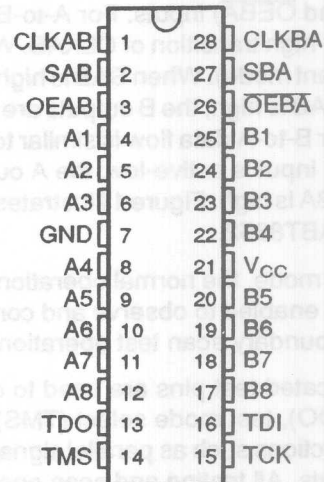 CLKAB 1 28 CLKBA
SAB 2 27 SBA
OEAB 3 26 O̅E̅B̅A̅
A1 4 25 B1
A2 5 24 B2
A3 6 23 B3
GND 7 22 B4
A4 8 21 VCC
A5 9 20 B5
A6 10 19 B6
A7 11 18 B7
A8 12 17 B8
TDO 13 16 TDI
TMS 14 15 TCK